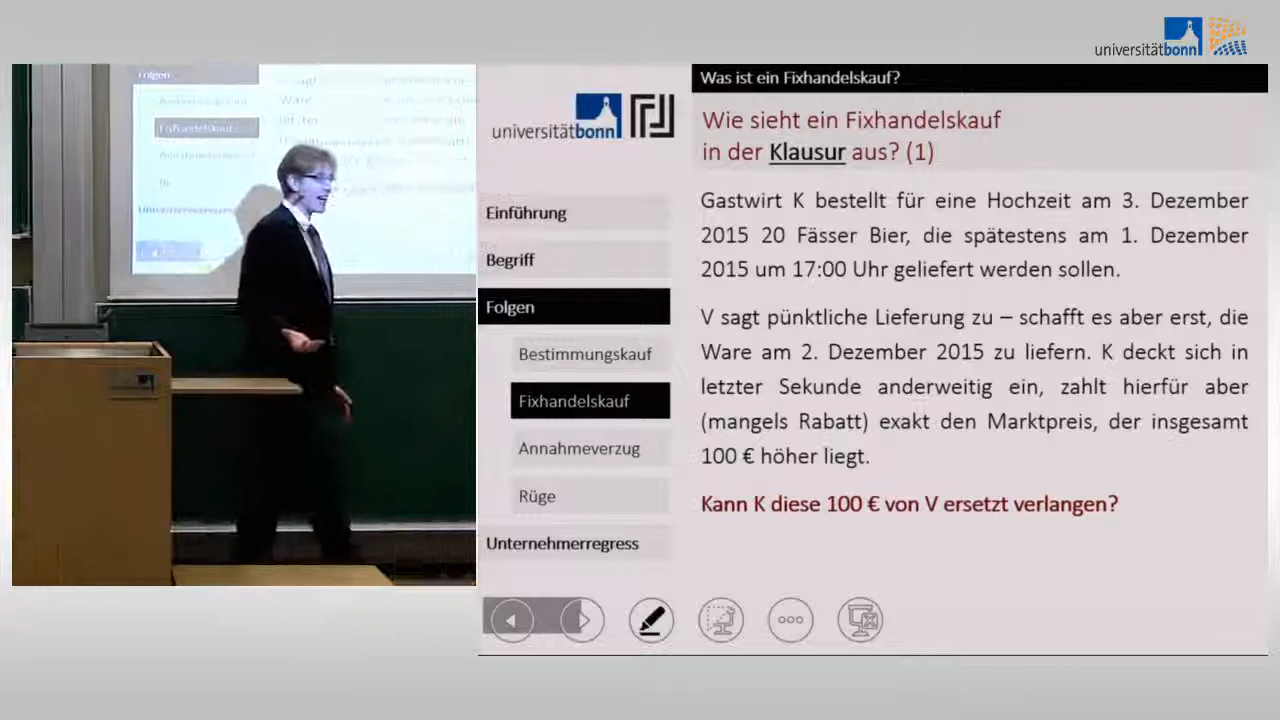 universitätbonn
Was ist ein Fixhandelskauf?
universitätbonn
Wie sieht ein Fixhandelskauf
in der Klausur aus? (1)
Einführung
Begriff
Folgen
Bestimmungskauf
Fixhandelskauf
Annahmeverzug
Rüge
Unternehmerregress
Gastwirt K bestellt für eine Hochzeit am 3. Dezember
2015 20 Fässer Bier, die spätestens am 1. Dezember
2015 um 17:00 Uhr geliefert werden sollen.
V sagt pünktliche Lieferung zu – schafft es aber erst, die
Ware am 2. Dezember 2015 zu liefern. K deckt sich in
letzter Sekunde anderweitig ein, zahlt hierfür aber
(mangels Rabatt) exakt den Marktpreis, der insgesamt
100 € höher liegt.
Kann K diese 100 € von V ersetzt verlangen?
Folgen
Fixhandelskauf
Ware